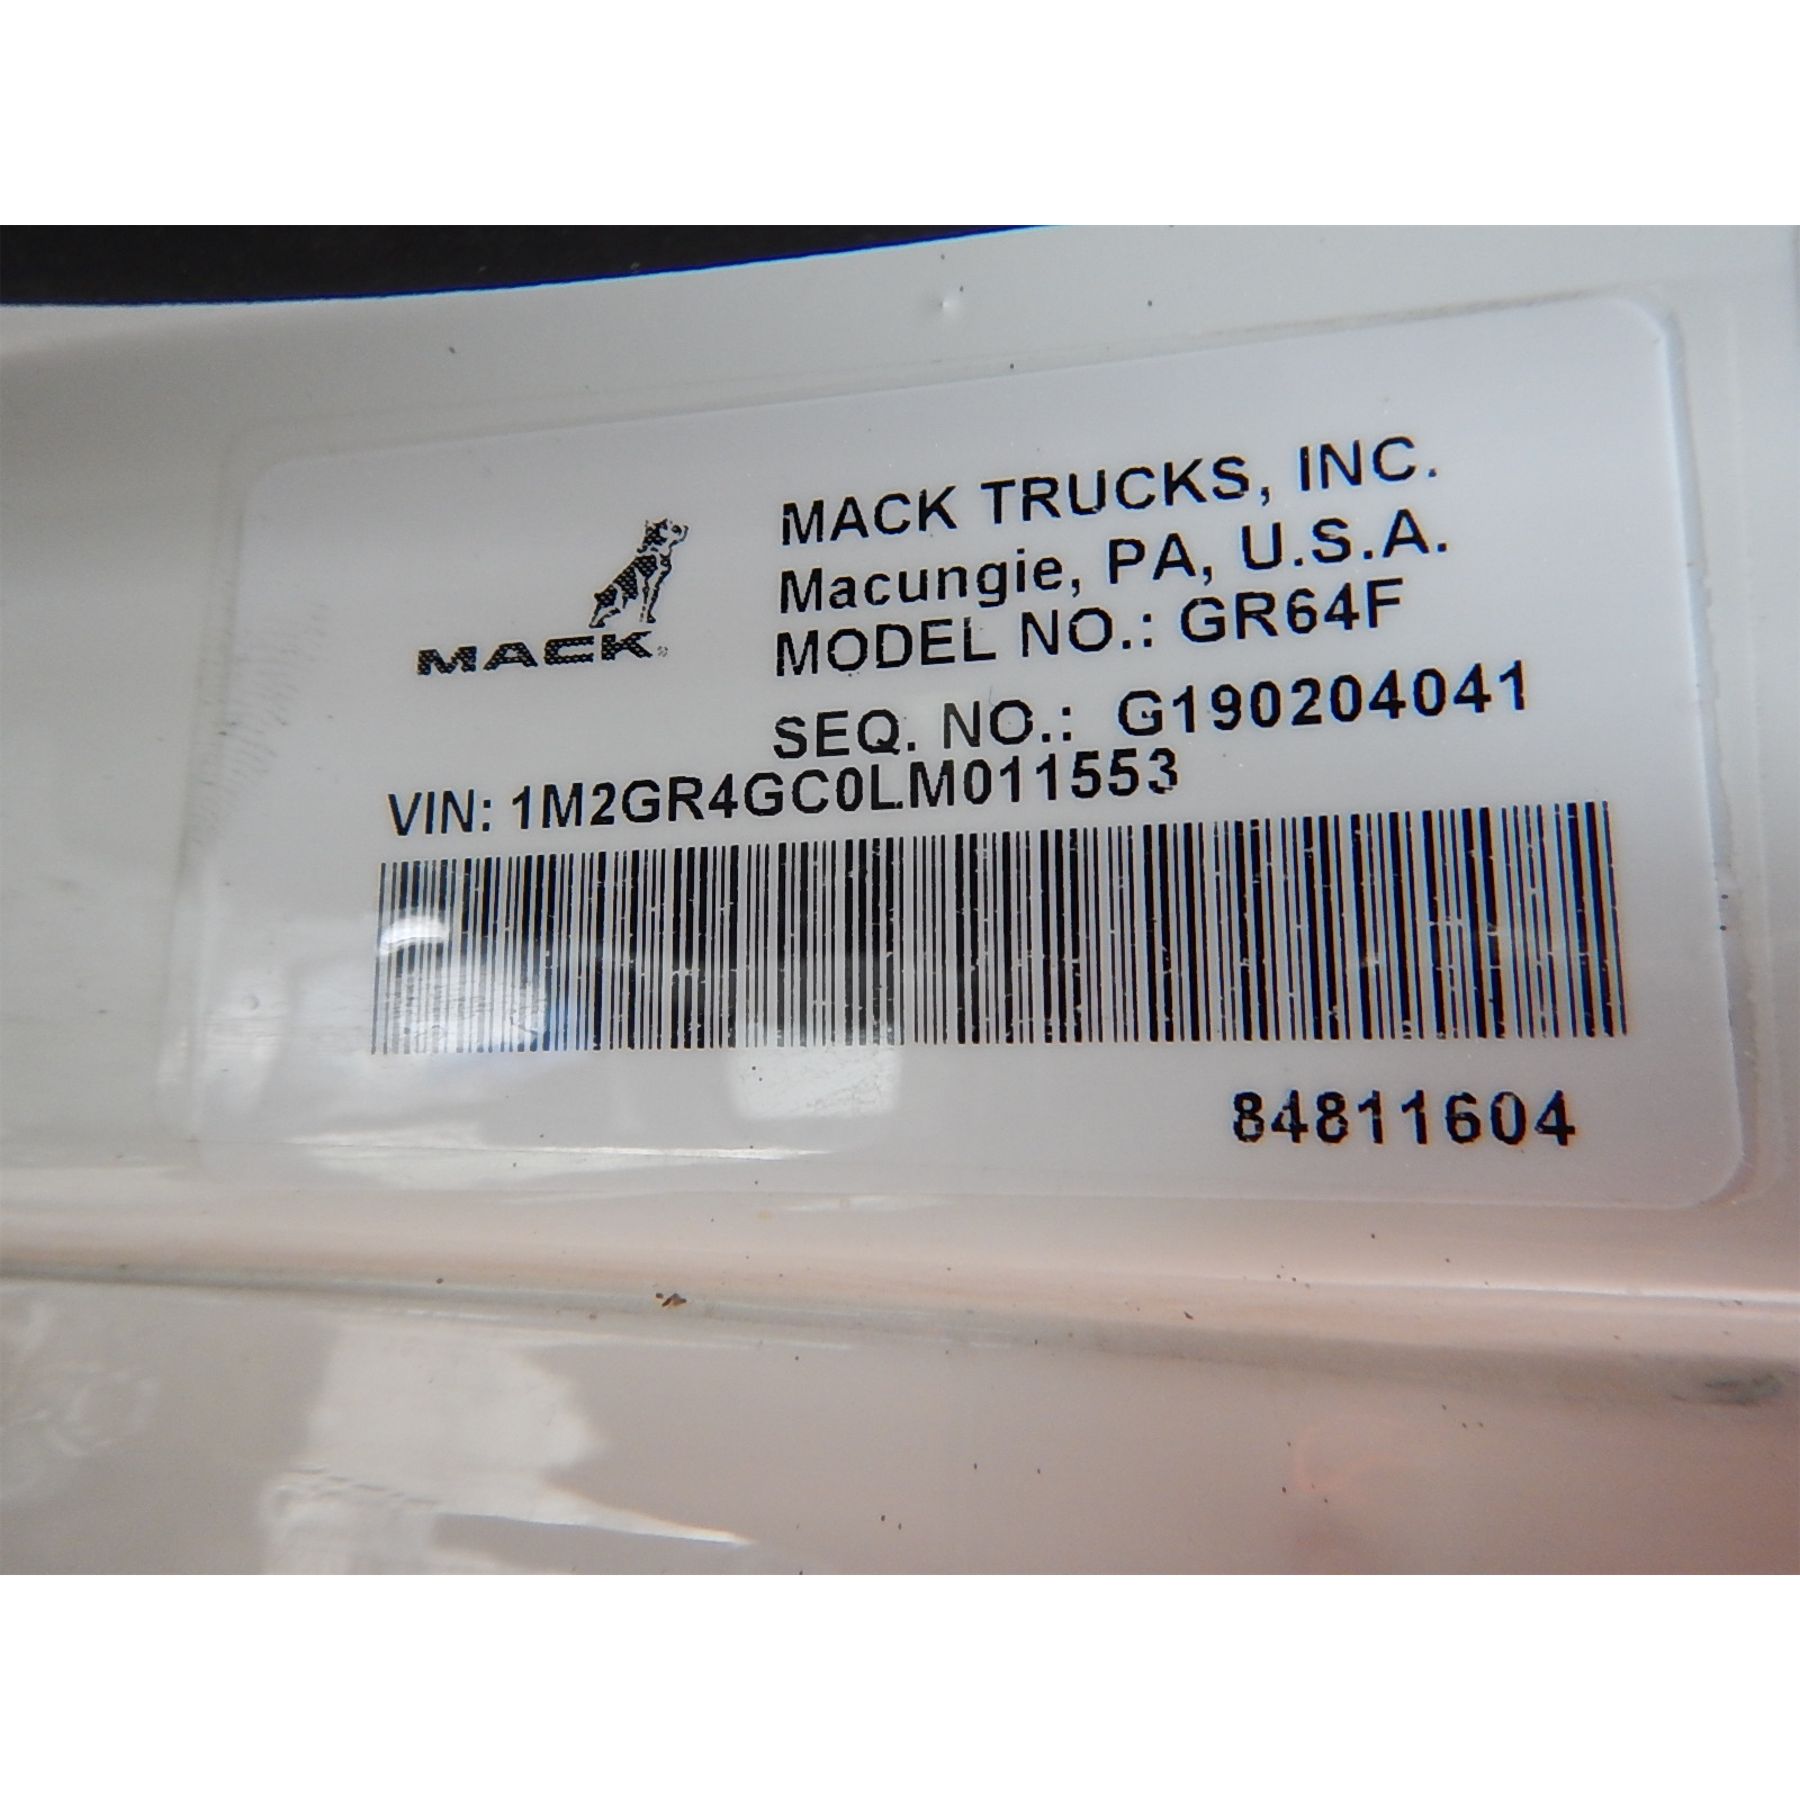 MACK TRUCKS, INC.
Macungie, PA, U.S.A.
MACK®
MODEL NO.: GR64F
SEQ. NO.: G190204041
VIN: 1M2GR4GC0LM011553
84811604